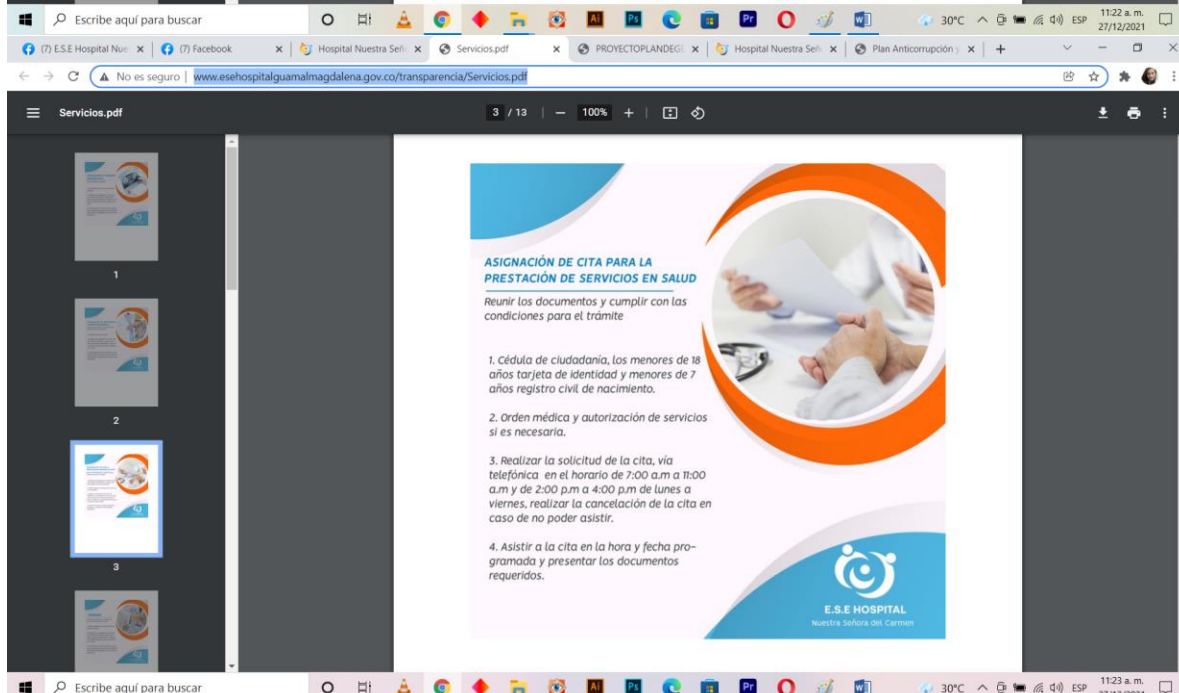 Escribe aquí para buscar
Ai
Ps
Pr
30°C
ESP
11:22 a. m.
27/12/2021
(7) E.S.E Hospital Nue
(7) Facebook
Hospital Nuestra Señ
Servicios.pdf
PROYECTOPLANDEG
Hospital Nuestra Señ
Plan Anticorrupción y
No es seguro | www.esehospitalguamalmagdalena.gov.co/transparencia/Servicios.pdf
Servicios.pdf
3 / 13
100%
1
2
3
ASIGNACIÓN DE CITA PARA LA
PRESTACIÓN DE SERVICIOS EN SALUD
Reunir los documentos y cumplir con las
condiciones para el trámite
1. Cédula de ciudadanía, los menores de 18
años tarjeta de identidad y menores de 7
años registro civil de nacimiento.
2. Orden médica y autorización de servicios
si es necesaria.
3. Realizar la solicitud de la cita, vía
telefónica en el horario de 7:00 a.m a 11:00
a.m y de 2:00 p.m a 4:00 p.m de lunes a
viernes, realizar la cancelación de la cita en
caso de no poder asistir.
4. Asistir a la cita en la hora y fecha pro-
gramada y presentar los documentos
requeridos.
E.S.E HOSPITAL
Nuestra Señora del Carmen
Escribe aquí para buscar
Ai
Ps
Pr
30°C
ESP
11:23 a. m.